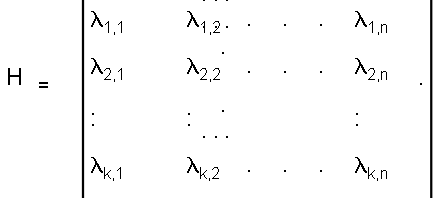 λ1,1 λ1,2 . . . λ1,n
λ2,1 λ2,2 . . . λ2,n
H = : : : .
λk,1 λk,2 . . . λk,n